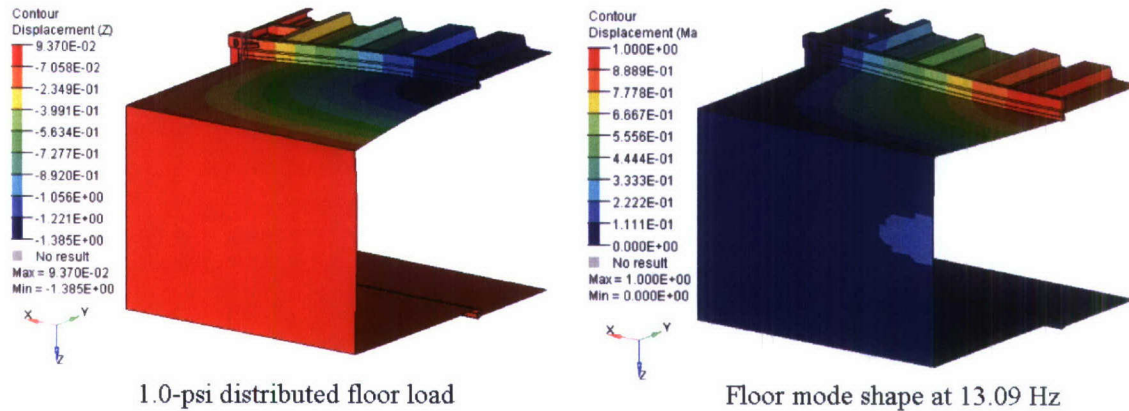 Contour
Displacement (Z)
9.370E-02
-7.058E-02
-2.349E-01
-3.991E-01
-5.634E-01
-7.277E-01
-8.920E-01
-1.056E+00
-1.221E+00
-1.385E+00
No result
Max = 9.370E-02
Min = -1.385E+00
X
Y
Z
1.0-psi distributed floor load
Contour
Displacement (Ma
1.000E+00
8.889E-01
7.778E-01
6.667E-01
5.556E-01
4.444E-01
3.333E-01
2.222E-01
1.111E-01
0.000E+00
No result
Max = 1.000E+00
Min = 0.000E+00
X
Y
Z
Floor mode shape at 13.09 Hz